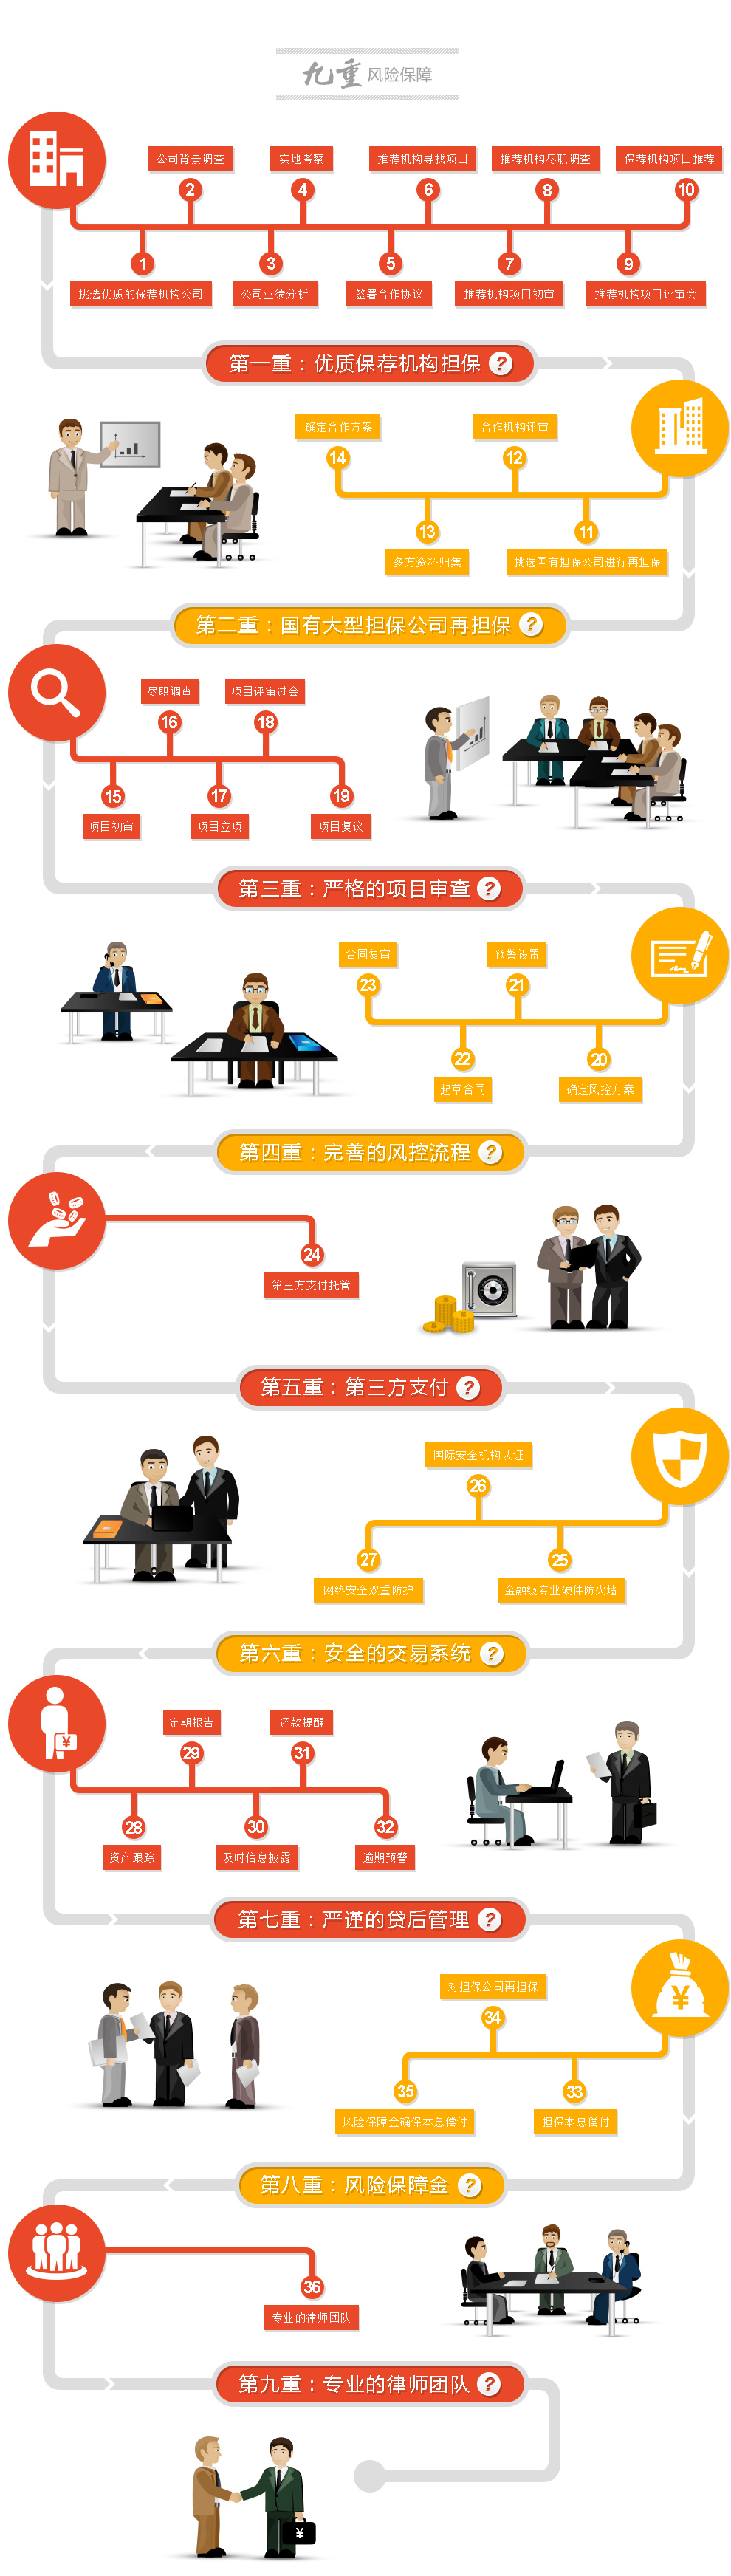 九重 风险保障
公司背景调查
实地考察
推荐机构寻找项目
推荐机构尽职调查
保荐机构项目推荐
2
4
6
8
10
1
3
5
7
9
挑选优质的保荐机构公司
公司业绩分析
签署合作协议
推荐机构项目初审
推荐机构项目评审会
第一重：优质保荐机构担保 ?
确定合作方案
合作机构评审
14
12
13
11
多方资料归集
挑选国有担保公司进行再担保
第二重：国有大型担保公司再担保 ?
尽职调查
项目评审过会
16
18
15
17
19
项目初审
项目立项
项目复议
第三重：严格的项目审查 ?
合同复审
预警设置
23
21
22
20
起草合同
确定风控方案
第四重：完善的风控流程 ?
24
第三方支付托管
第五重：第三方支付 ?
国际安全机构认证
26
27
25
网络安全双重防护
金融级专业硬件防火墙
第六重：安全的交易系统 ?
¥
定期报告
还款提醒
29
31
28
30
32
资产跟踪
及时信息披露
逾期预警
第七重：严谨的贷后管理 ?
对担保公司再担保
¥
34
35
33
风险保障金确保本息偿付
担保本息偿付
第八重：风险保障金 ?
36
专业的律师团队
第九重：专业的律师团队 ?
¥